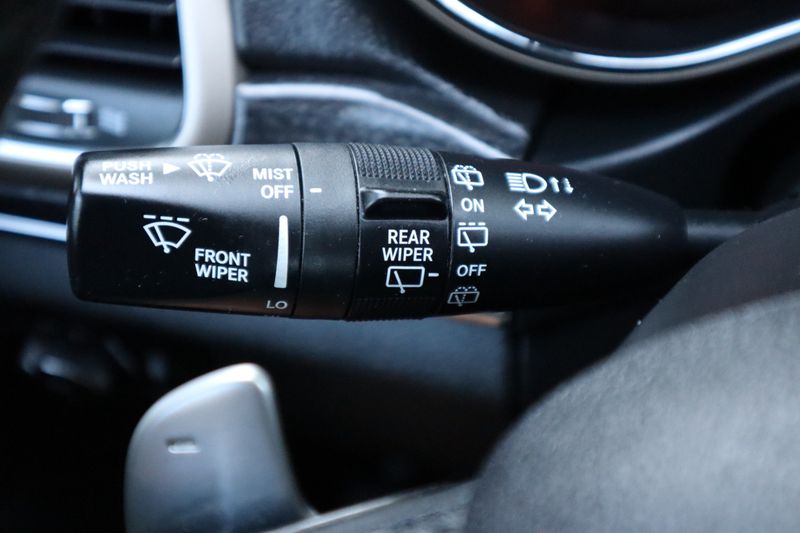 PUSH
WASH
MIST
OFF
FRONT
WIPER
LO
REAR
WIPER
ON
OFF